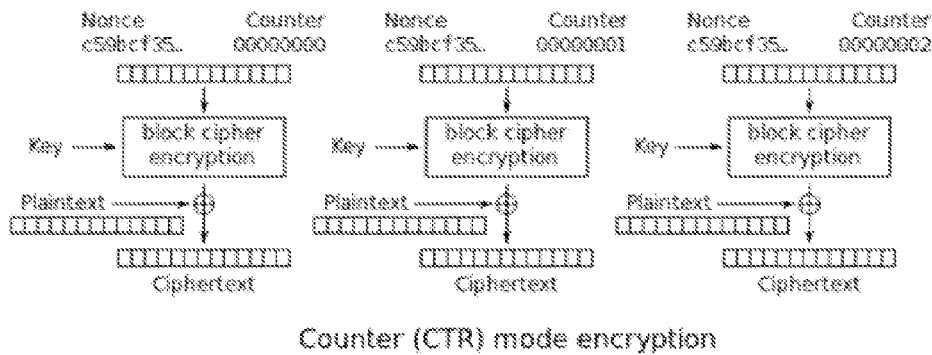 Nonce Counter Nonce Counter Nonce Counter
c59bcf35… 00000000 c59bcf35… 00000001 c59bcf35… 00000002
Key block cipher encryption Key block cipher encryption Key block cipher encryption
Plaintext Plaintext Plaintext
Ciphertext Ciphertext Ciphertext
Counter (CTR) mode encryption